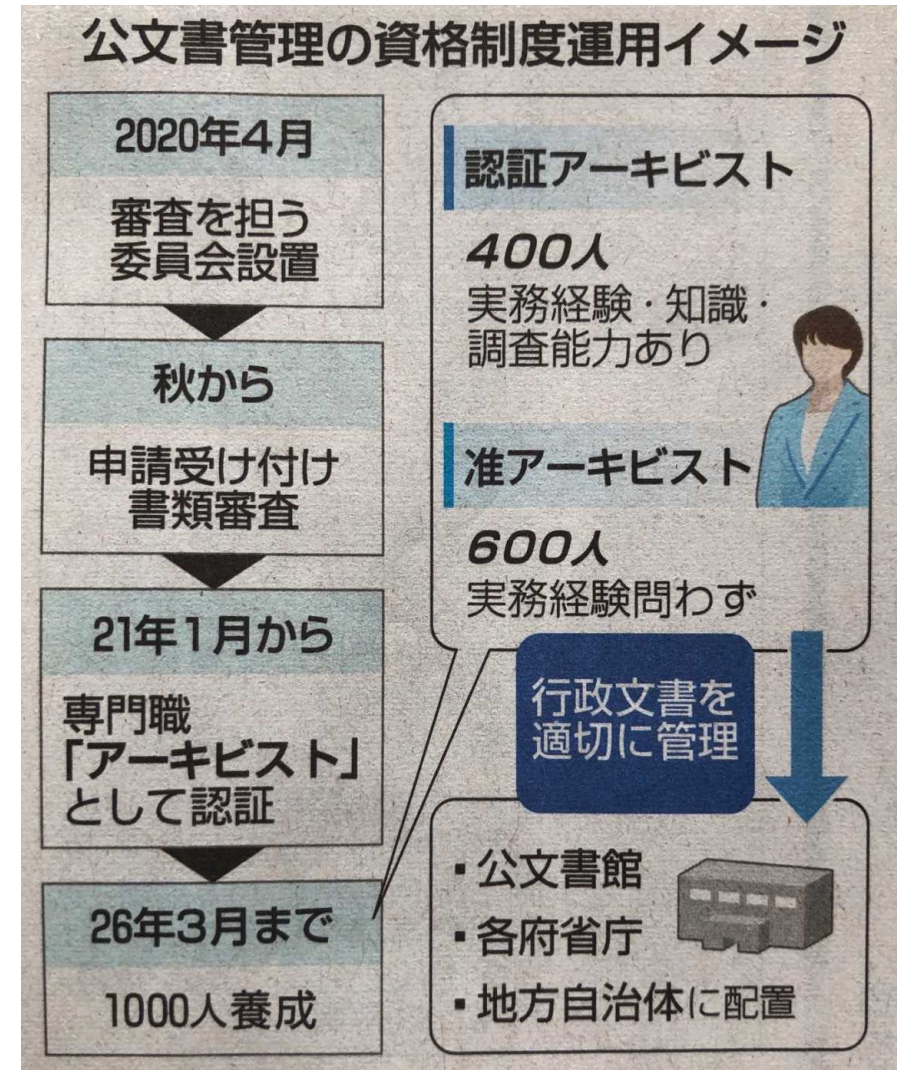 公文書管理の資格制度運用イメージ
2020年4月
審査を担う
委員会設置
秋から
申請受け付け
書類審査
21年1月から
専門職
「アーキビスト」
として認証
26年3月まで
1000人養成
認証アーキビスト
400人
実務経験・知識・
調査能力あり
准アーキビスト
600人
実務経験問わず
行政文書を
適切に管理
▪公文書館
▪各府省庁
▪地方自治体に配置